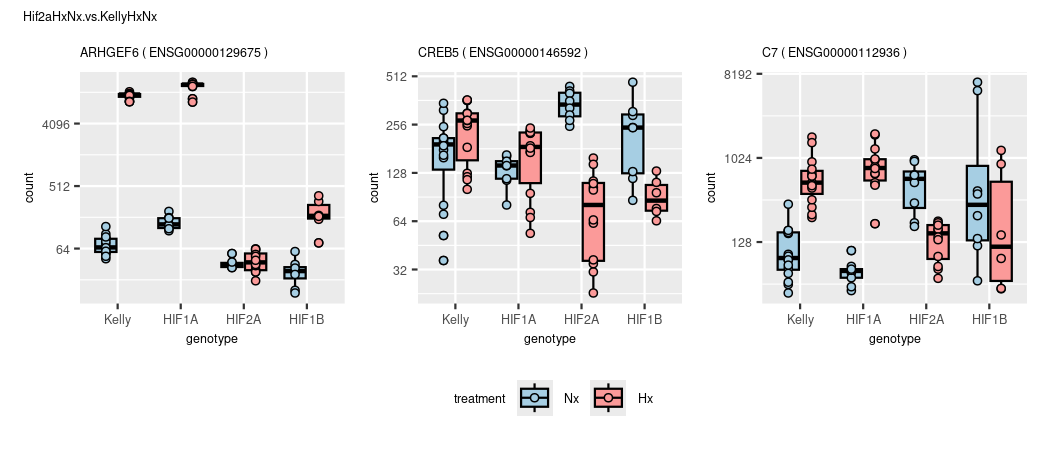 Hif2aHxNx.vs.KellyHxNx
ARHGEF6 ( ENSG00000129675 )
count
4096
512
64
Kelly HIF1A HIF2A HIF1B
genotype
CREB5 ( ENSG00000146592 )
count
512
256
128
64
32
Kelly HIF1A HIF2A HIF1B
genotype
C7 ( ENSG00000112936 )
count
8192
1024
128
Kelly HIF1A HIF2A HIF1B
genotype
treatment Nx Hx